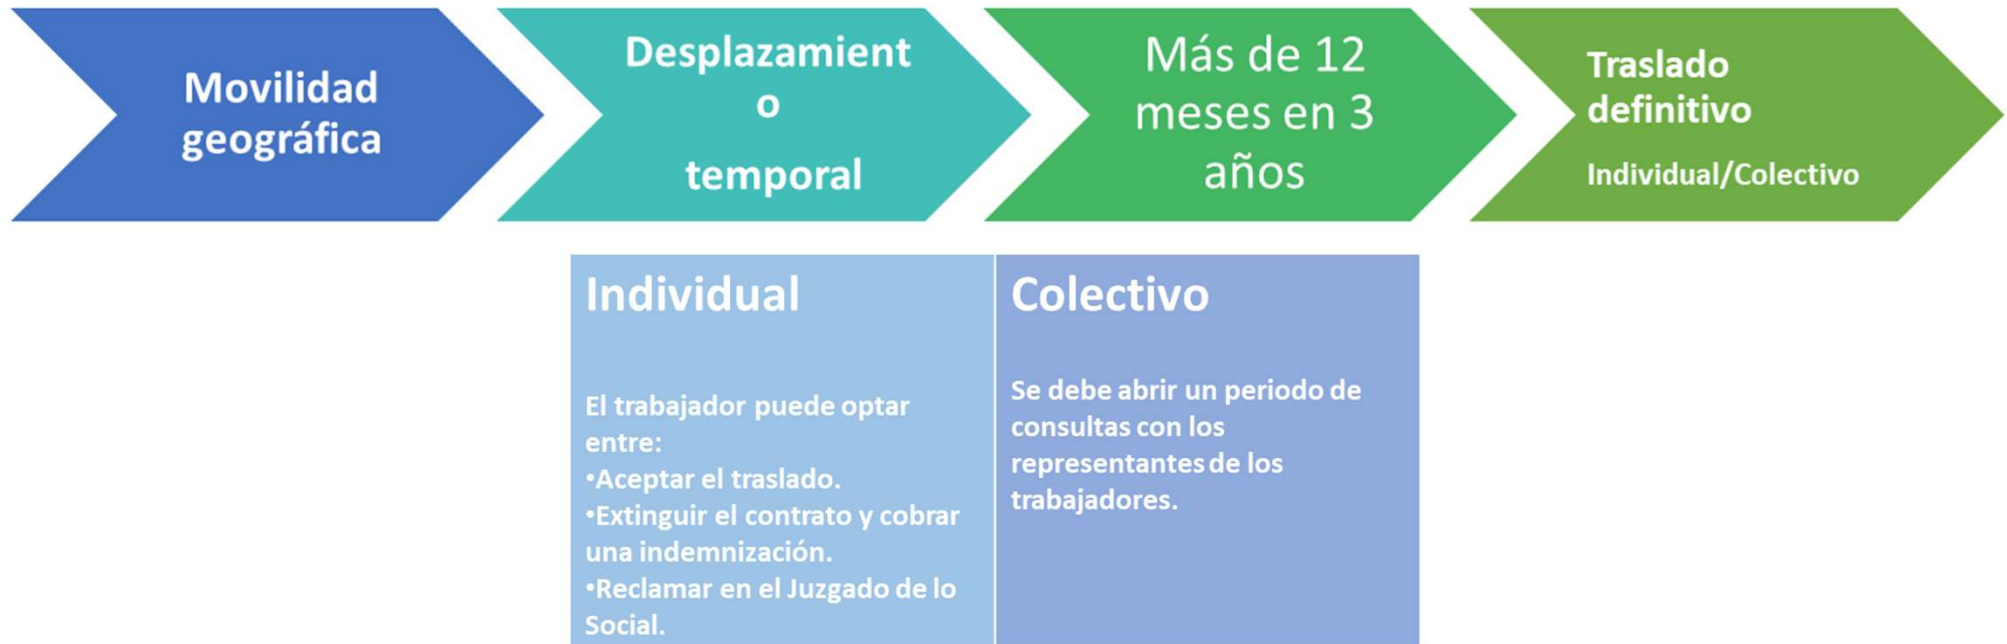 Movilidad
geográfica
Desplazamient
o
temporal
Más de 12
meses en 3
años
Traslado
definitivo
Individual/Colectivo
Individual
El trabajador puede optar
entre:
•Aceptar el traslado.
•Extinguir el contrato y cobrar
una indemnización.
•Reclamar en el Juzgado de lo
Social.
Colectivo
Se debe abrir un periodo de
consultas con los
representantes de los
trabajadores.